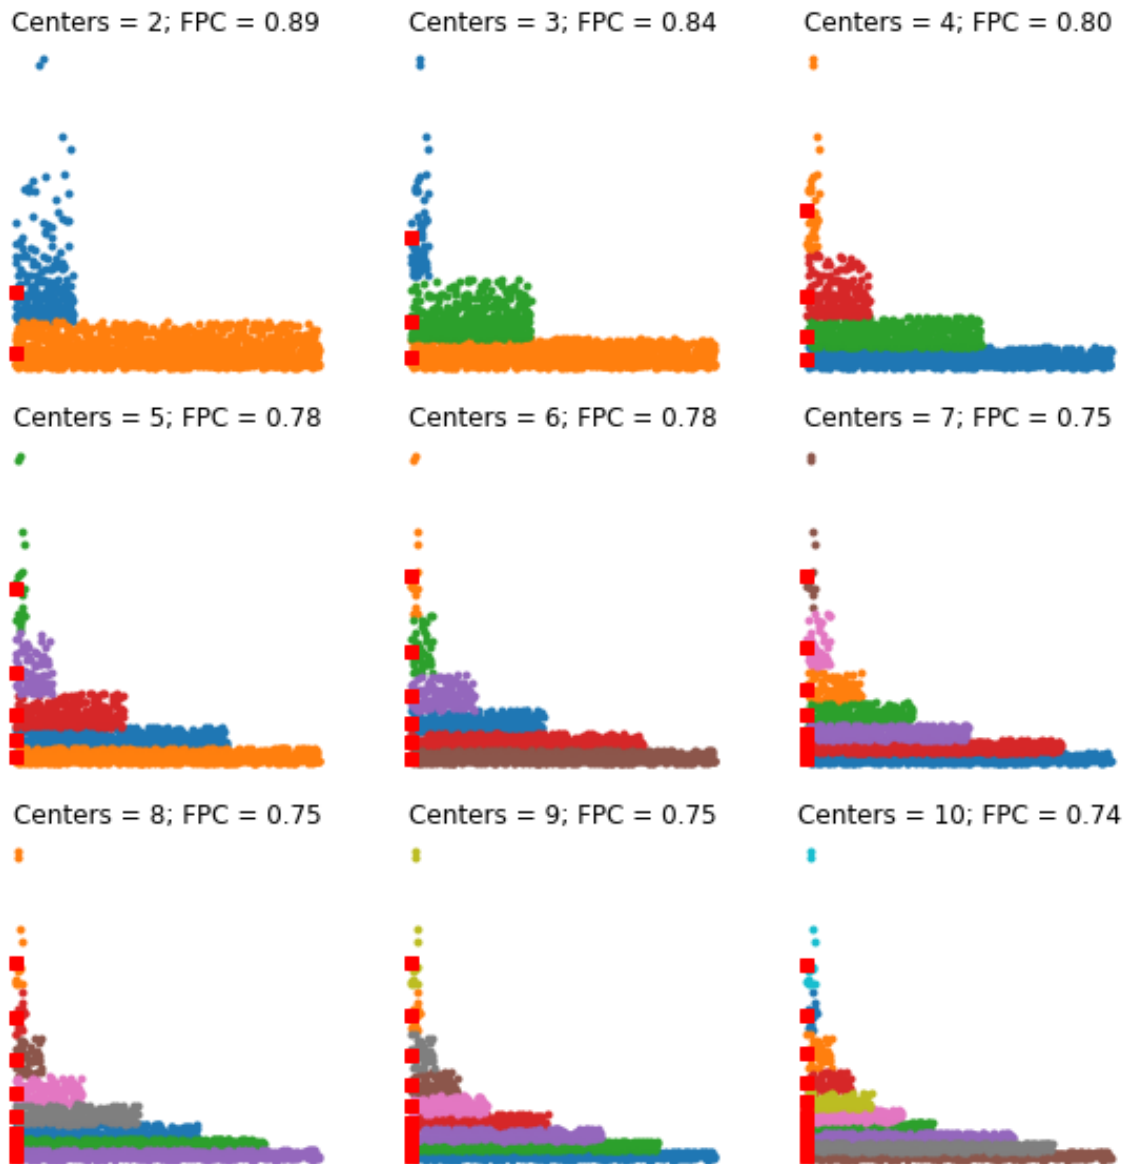 Centers = 2; FPC = 0.89
Centers = 3; FPC = 0.84
Centers = 4; FPC = 0.80
Centers = 5; FPC = 0.78
Centers = 6; FPC = 0.78
Centers = 7; FPC = 0.75
Centers = 8; FPC = 0.75
Centers = 9; FPC = 0.75
Centers = 10; FPC = 0.74